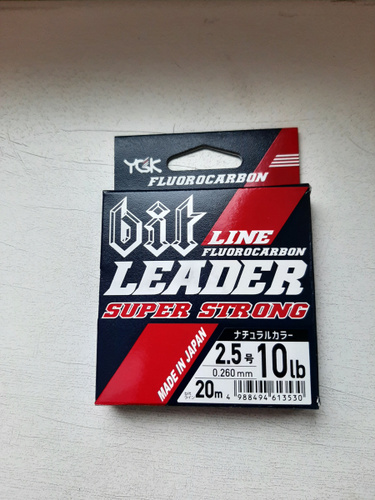 YGK
FLUOROCARBON
bit LINE
FLUOROCARBON
LEADER
SUPER STRONG
MADE IN JAPAN
ナチュラルカラー
2.5号 10lb
0.260mm
20m
4 988494 613530